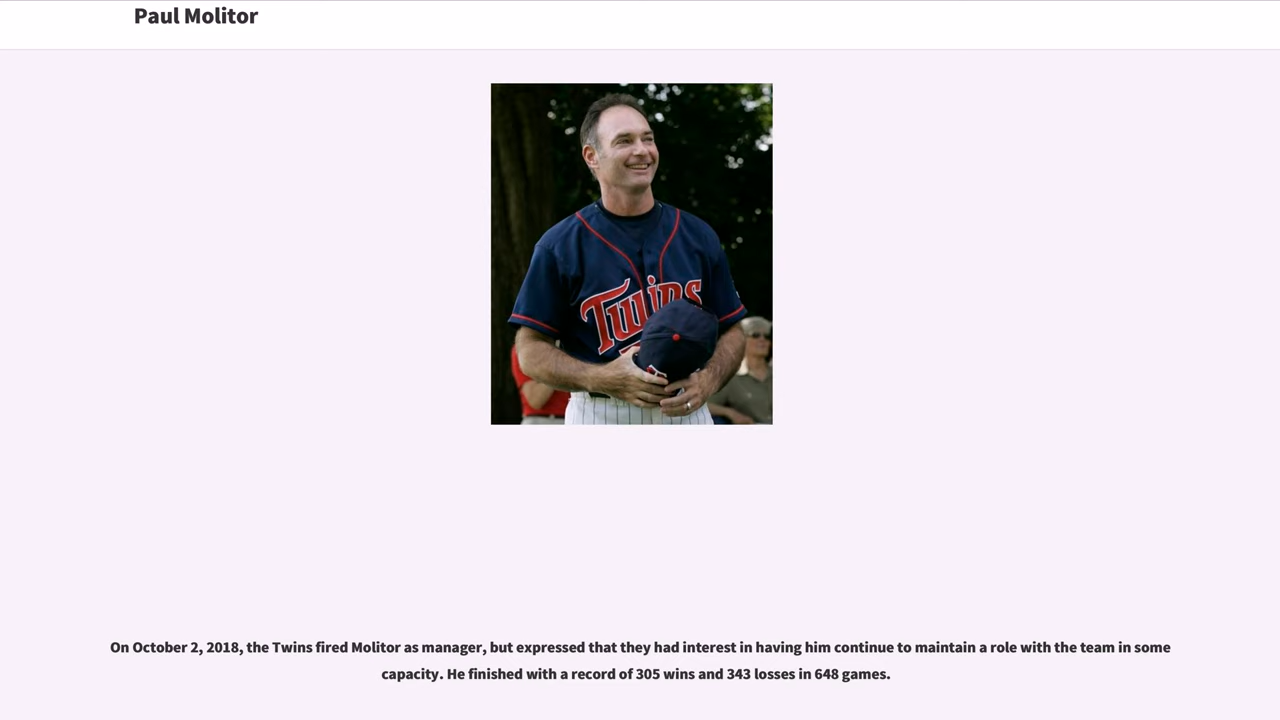 Paul Molitor
Twins
On October 2, 2018, the Twins fired Molitor as manager, but expressed that they had interest in having him continue to maintain a role with the team in some
capacity. He finished with a record of 305 wins and 343 losses in 648 games.